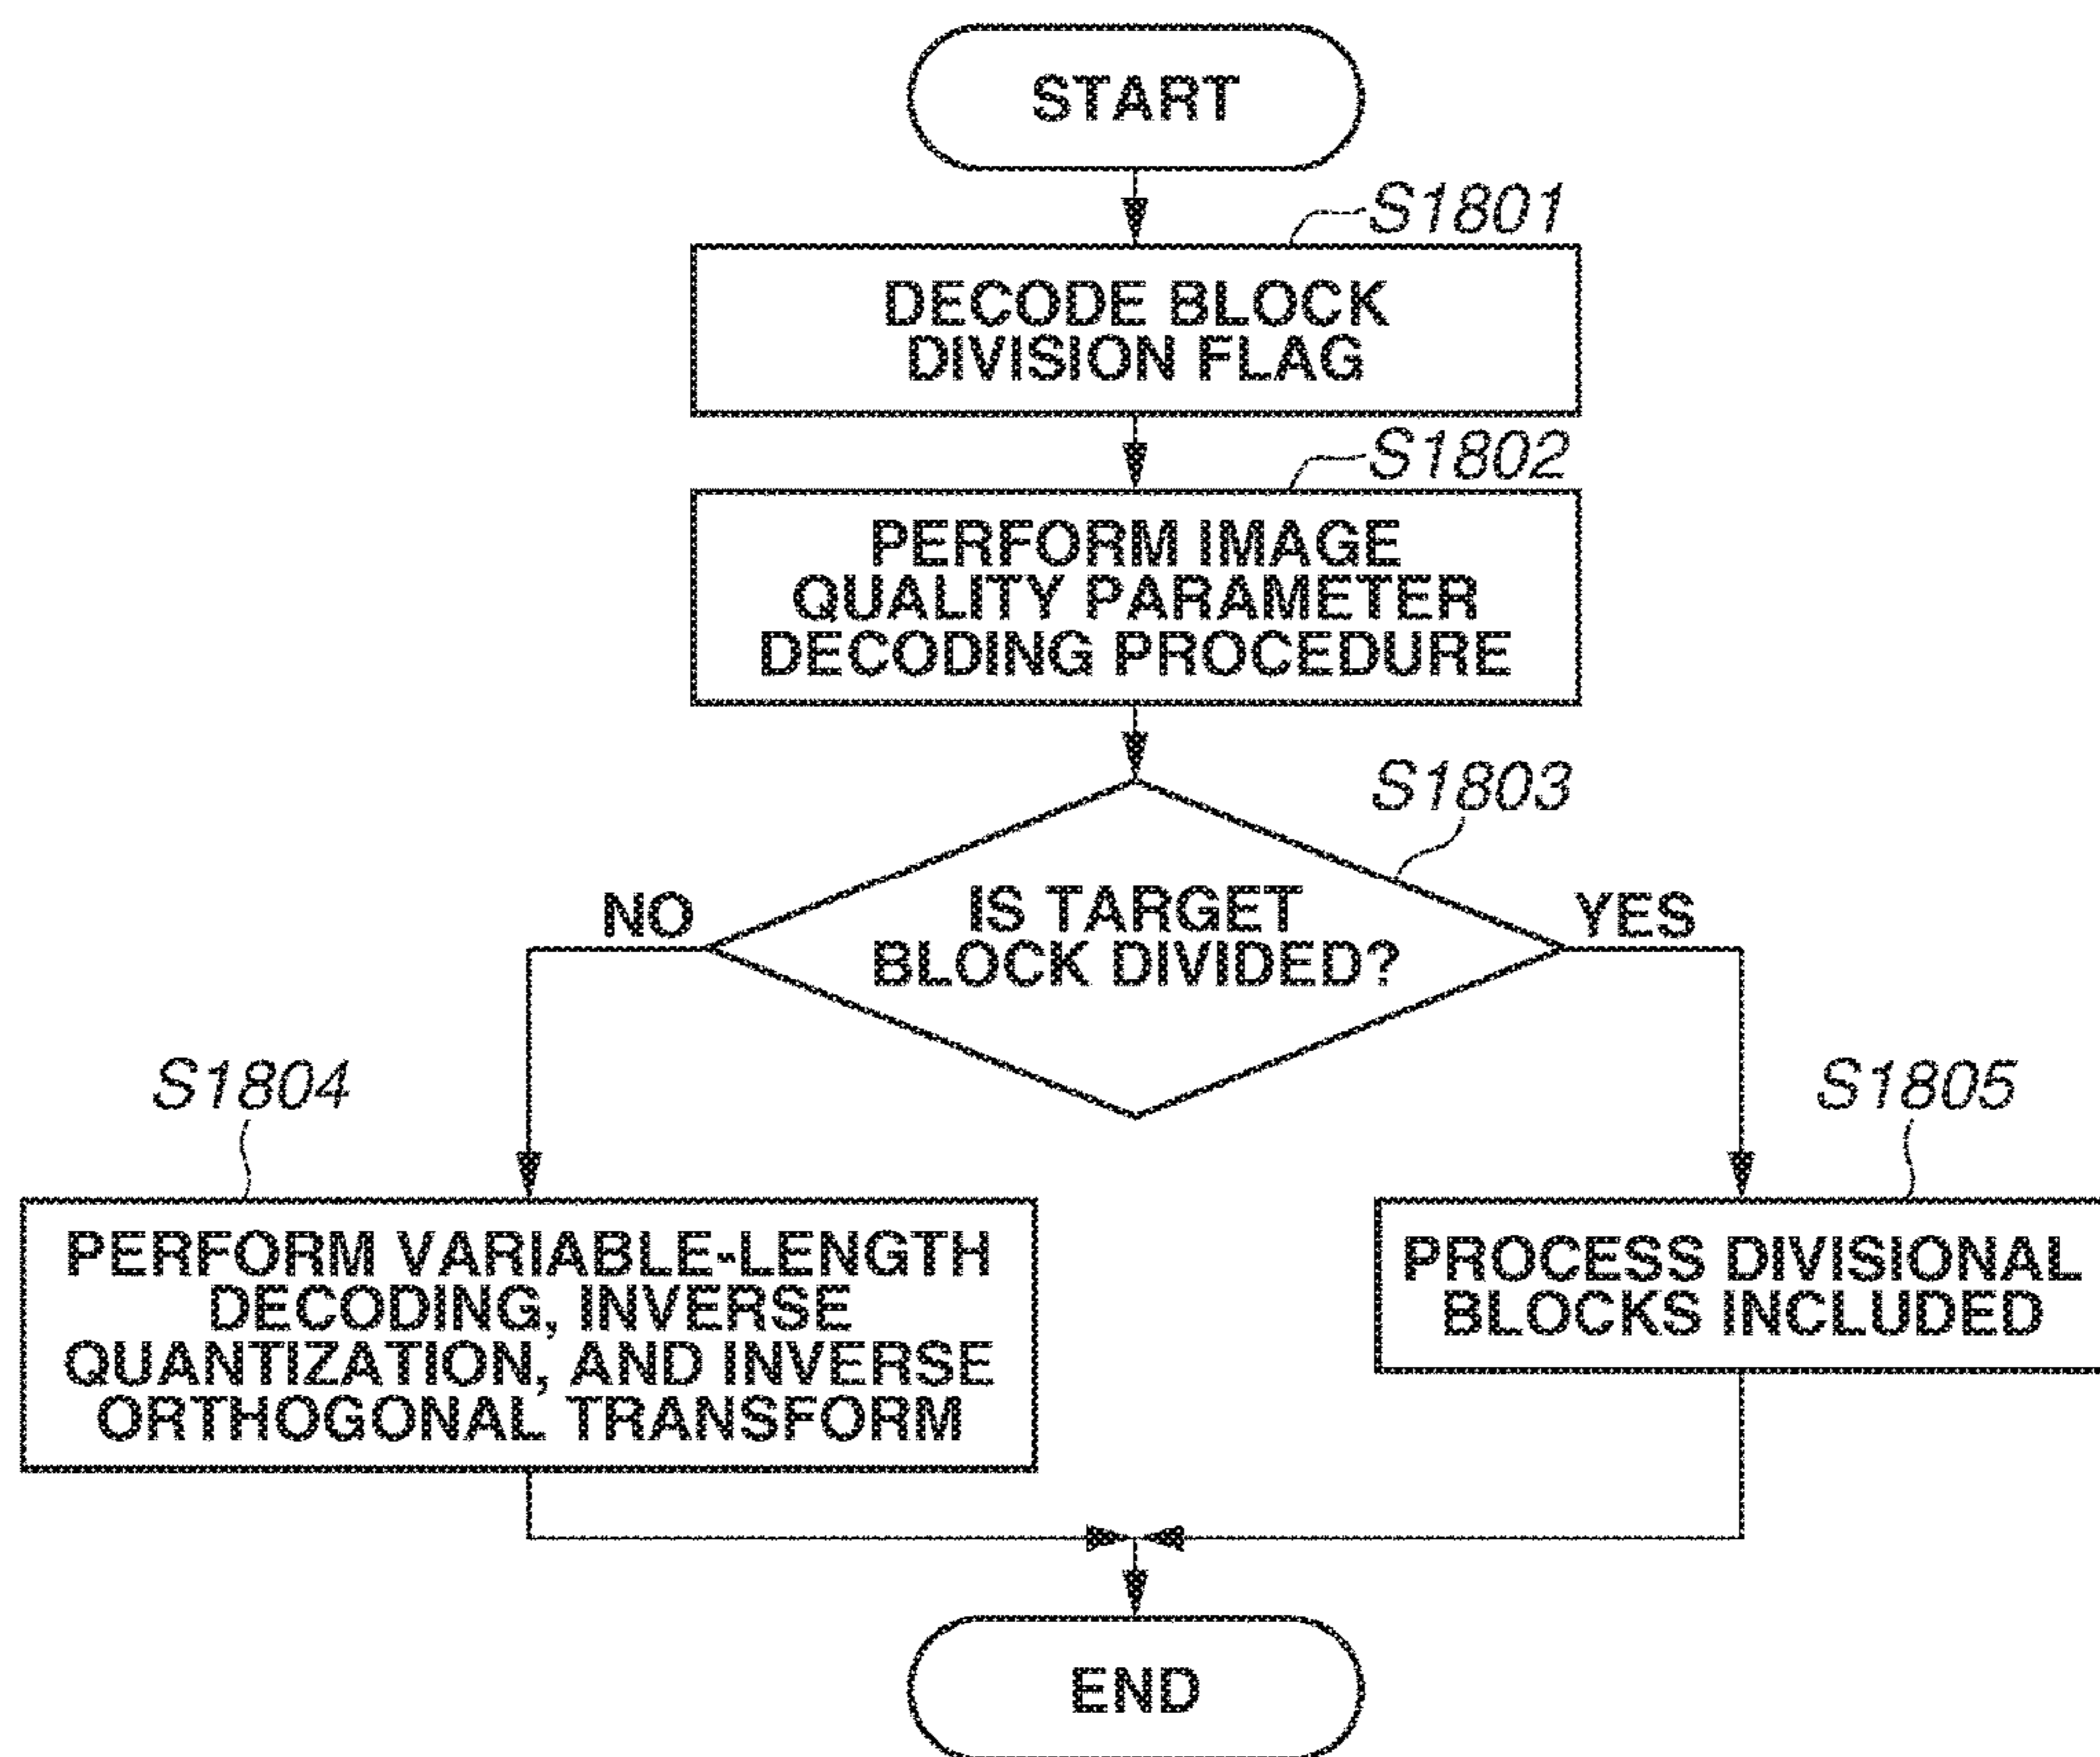 START
S1801
DECODE BLOCK
DIVISION FLAG
S1802
PERFORM IMAGE
QUALITY PARAMETER
DECODING PROCEDURE
S1803
IS TARGET
BLOCK DIVIDED?
NO
YES
S1804
PERFORM VARIABLE-LENGTH
DECODING, INVERSE
QUANTIZATION, AND INVERSE
ORTHOGONAL TRANSFORM
S1805
PROCESS DIVISIONAL
BLOCKS INCLUDED
END